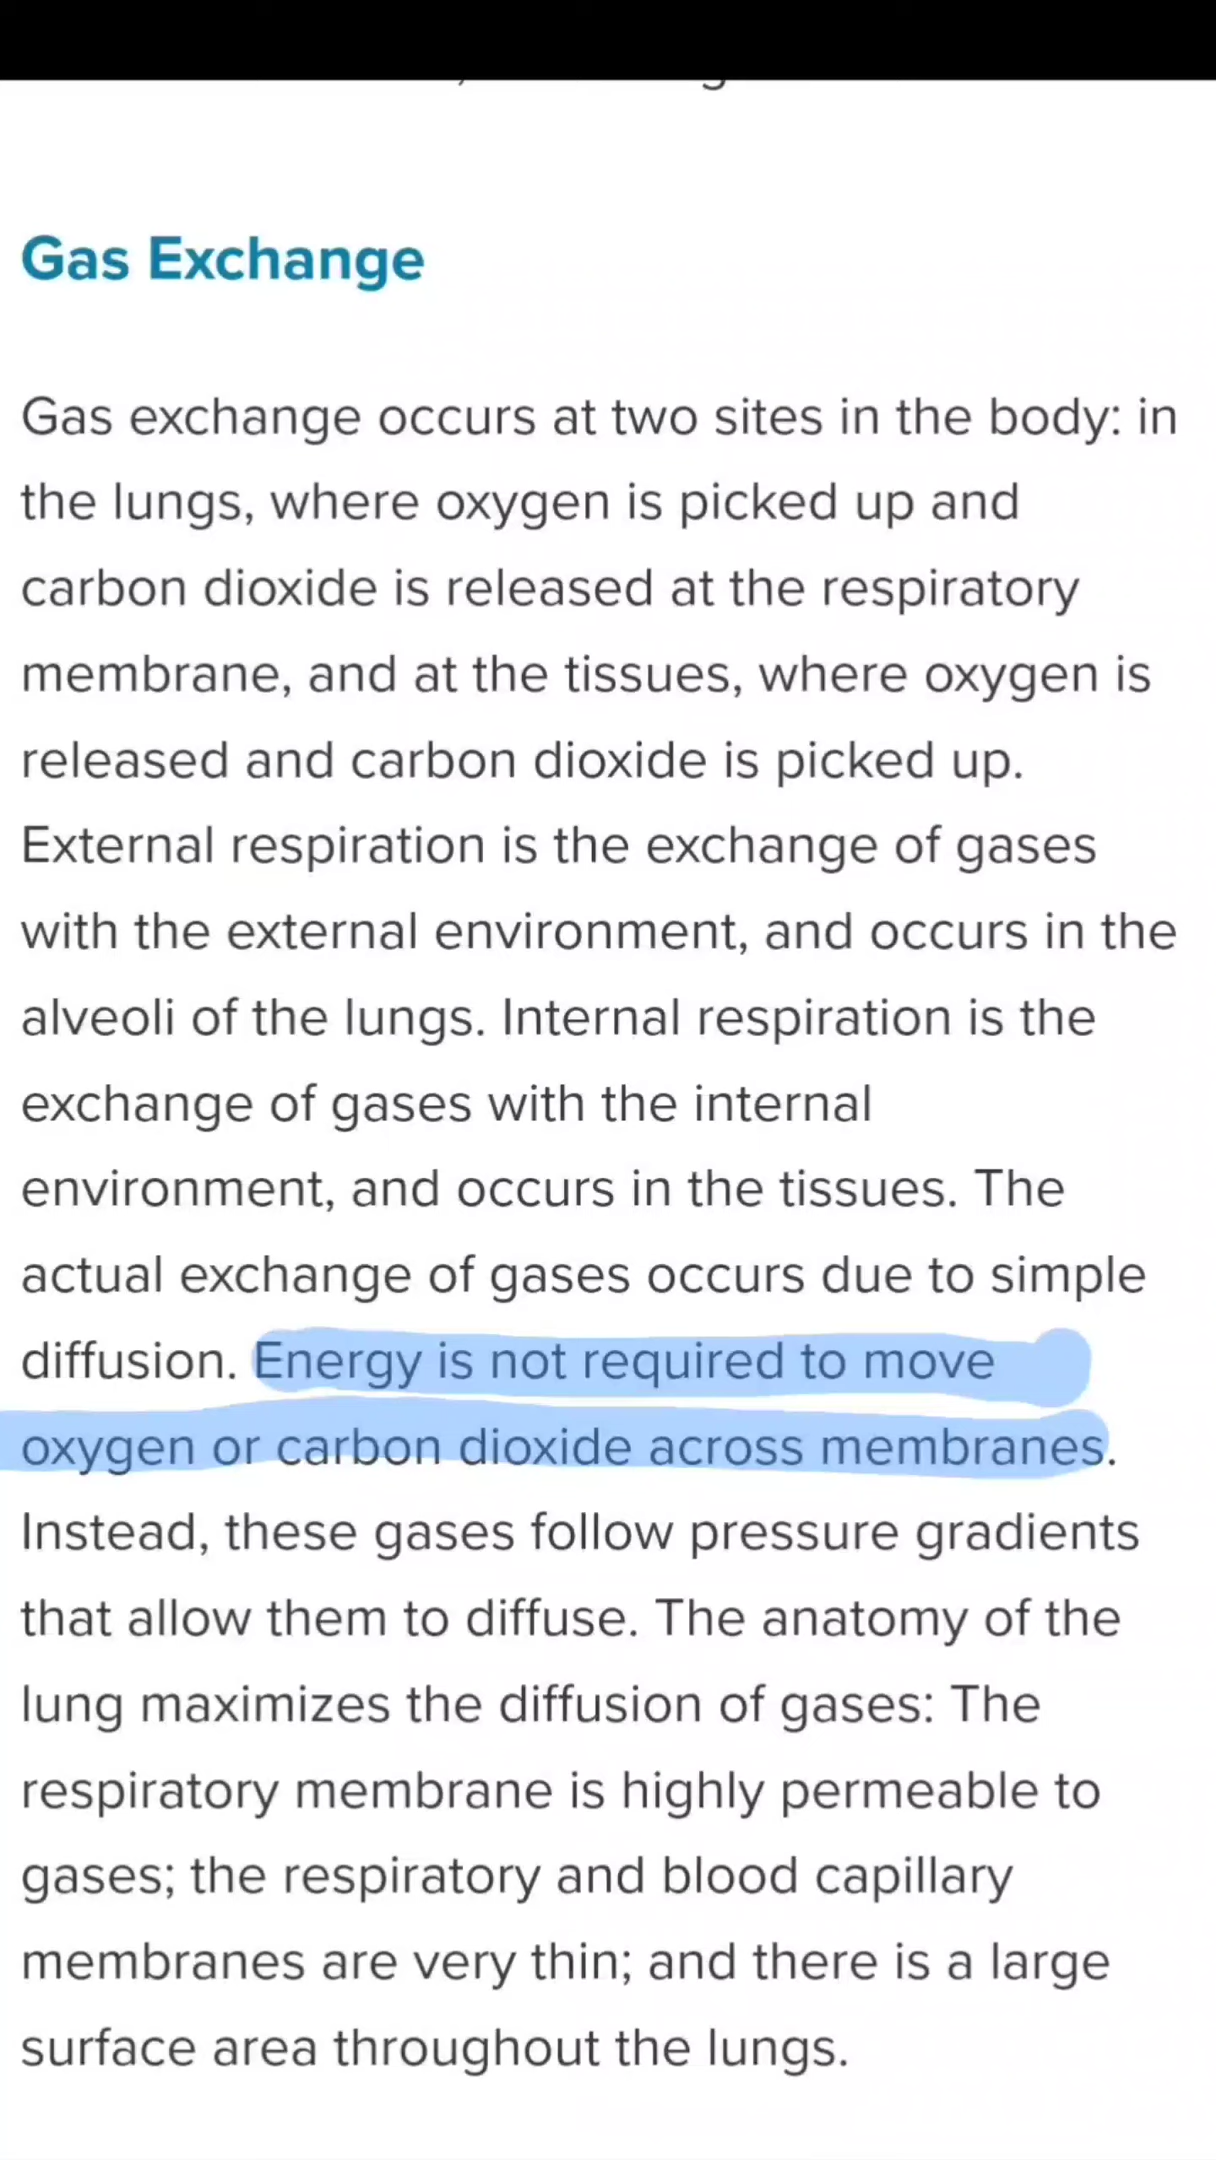 Gas Exchange
Gas exchange occurs at two sites in the body: in
the lungs, where oxygen is picked up and
carbon dioxide is released at the respiratory
membrane, and at the tissues, where oxygen is
released and carbon dioxide is picked up.
External respiration is the exchange of gases
with the external environment, and occurs in the
alveoli of the lungs. Internal respiration is the
exchange of gases with the internal
environment, and occurs in the tissues. The
actual exchange of gases occurs due to simple
diffusion. Energy is not required to move
oxygen or carbon dioxide across membranes.
Instead, these gases follow pressure gradients
that allow them to diffuse. The anatomy of the
lung maximizes the diffusion of gases: The
respiratory membrane is highly permeable to
gases; the respiratory and blood capillary
membranes are very thin; and there is a large
surface area throughout the lungs.